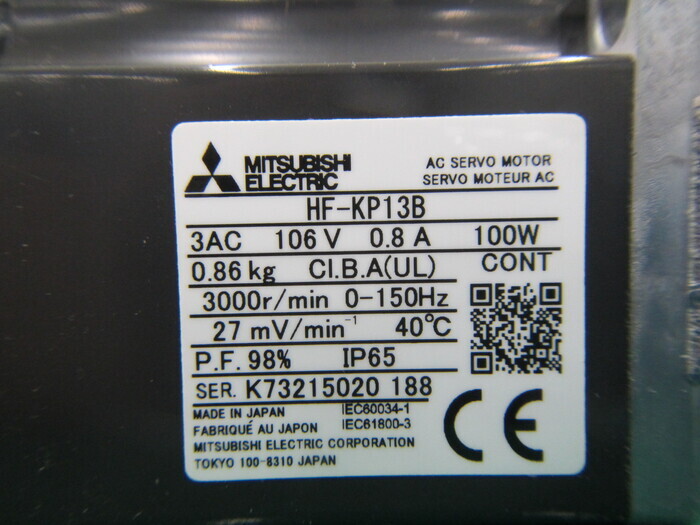 MITSUBISHI
ELECTRIC
AC SERVO MOTOR
SERVO MOTEUR AC
HF-KP13B
3AC 106 V 0.8 A 100W
0.86 kg Cl.B.A(UL) CONT
3000r/min 0-150Hz
27 mV/min⁻¹ 40℃
P.F. 98% IP65
SER. K73215020 188
MADE IN JAPAN IEC60034-1
FABRIQUÉ AU JAPON IEC61800-3
MITSUBISHI ELECTRIC CORPORATION
TOKYO 100-8310 JAPAN
CE